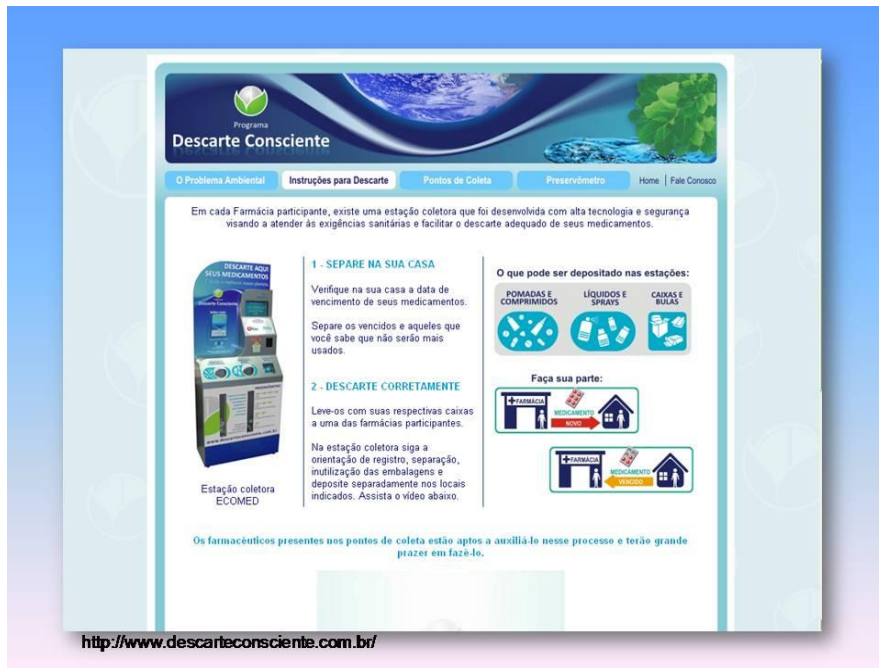 Programa
Descarte Consciente
O Problema Ambiental
Instruções para Descarte
Pontos de Coleta
Preservômetro
Home | Fale Conosco
Em cada Farmácia participante, existe uma estação coletora que foi desenvolvida com alta tecnologia e segurança
visando a atender às exigências sanitárias e facilitar o descarte adequado de seus medicamentos.
DESCARTE AQUI
SEUS MEDICAMENTOS
Descarte Consciente
www.descarteconsciente.com.br
Estação coletora
ECOMED
1 - SEPARE NA SUA CASA
Verifique na sua casa a data de
vencimento de seus medicamentos.
Separe os vencidos e aqueles que
você sabe que não serão mais
usados.
2 - DESCARTE CORRETAMENTE
Leve-os com suas respectivas caixas
a uma das farmácias participantes.
Na estação coletora siga a
orientação de registro, separação,
inutilização das embalagens e
deposite separadamente nos locais
indicados. Assista o vídeo abaixo.
O que pode ser depositado nas estações:
POMADAS E
COMPRIMIDOS
LÍQUIDOS E
SPRAYS
CAIXAS E
BULAS
Faça sua parte:
FARMÁCIA
MEDICAMENTO
NOVO
FARMÁCIA
MEDICAMENTO
VENCIDO
Os farmacêuticos presentes nos pontos de coleta estão aptos a auxiliá-lo nesse processo e terão grande
prazer em fazê-lo.
http://www.descarteconsciente.com.br/